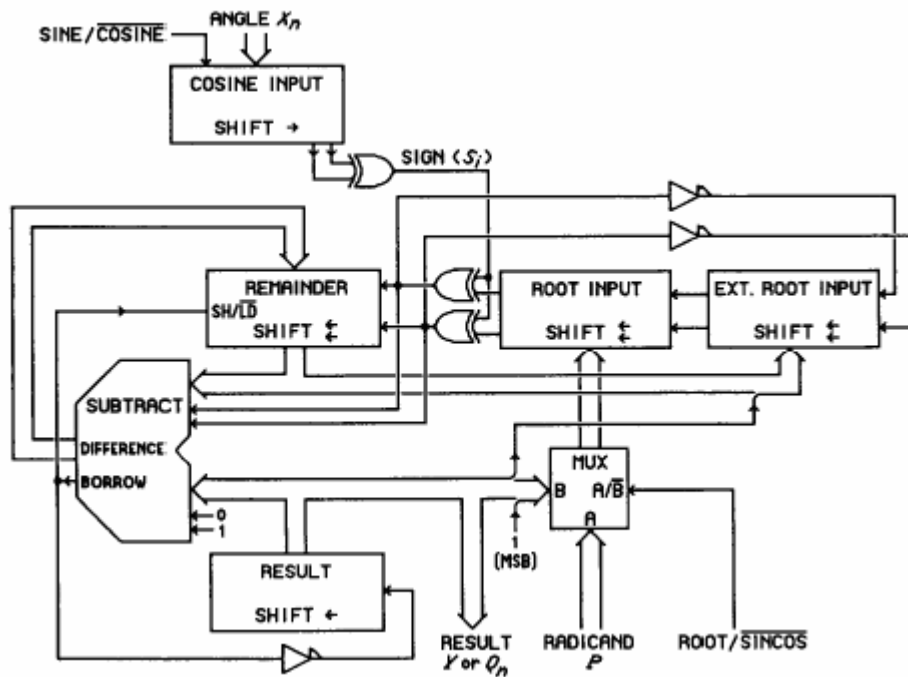 ANGLE Xn
SINE/COSINE
COSINE INPUT
SHIFT →
SIGN (Si)
REMAINDER
SH/LD
SHIFT ←
ROOT INPUT
SHIFT ←
EXT. ROOT INPUT
SHIFT ←
SUBTRACT
DIFFERENCE
BORROW
0
1
MUX
B A/B
A
1
(MSB)
RESULT
SHIFT ←
RESULT
Y or Qn
RADICAND
P
ROOT/SINCOS